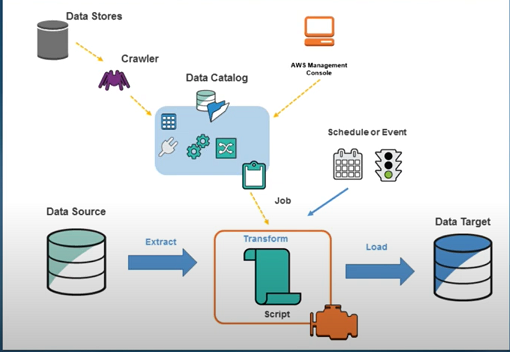 Data Stores
Crawler
Data Catalog
AWS Management
Console
Schedule or Event
Job
Data Source
Extract
Transform
Script
Load
Data Target